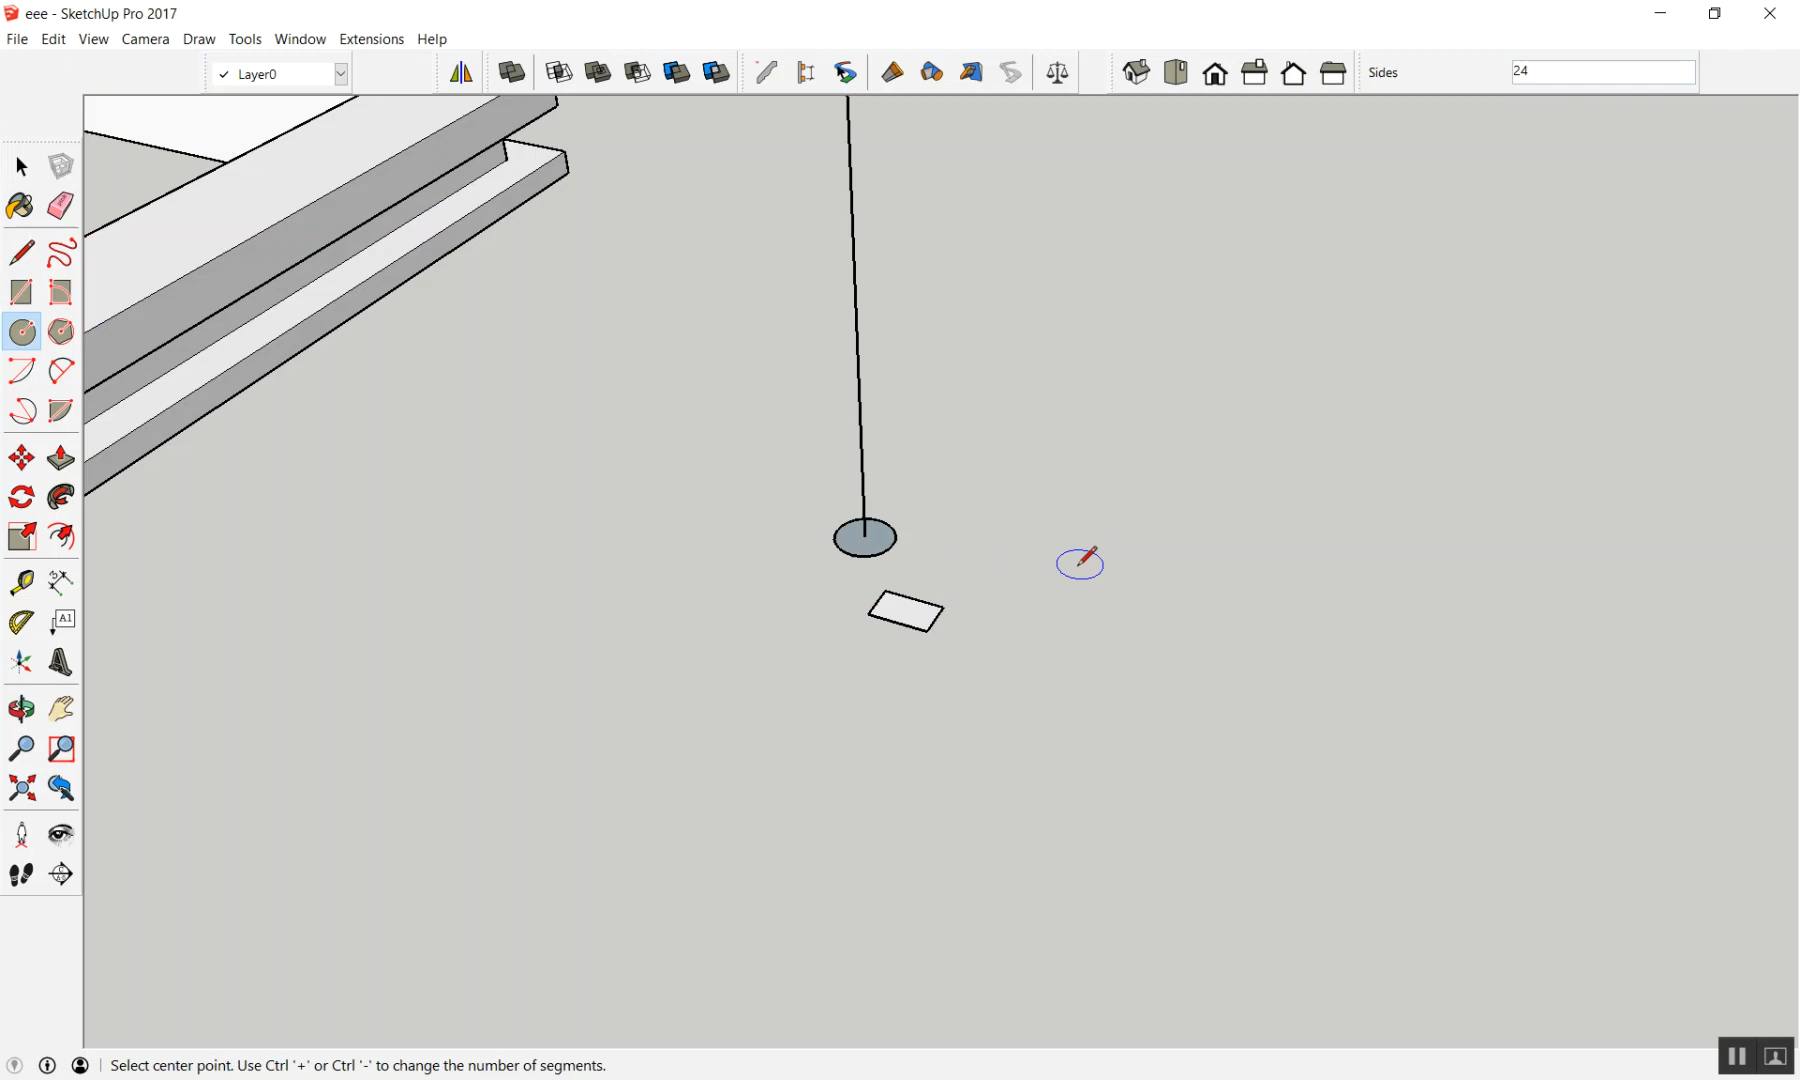 eee - SketchUp Pro 2017
File Edit View Camera Draw Tools Window Extensions Help
Layer0
Sides 24
A1
Select center point. Use Ctrl '+' or Ctrl '-' to change the number of segments.